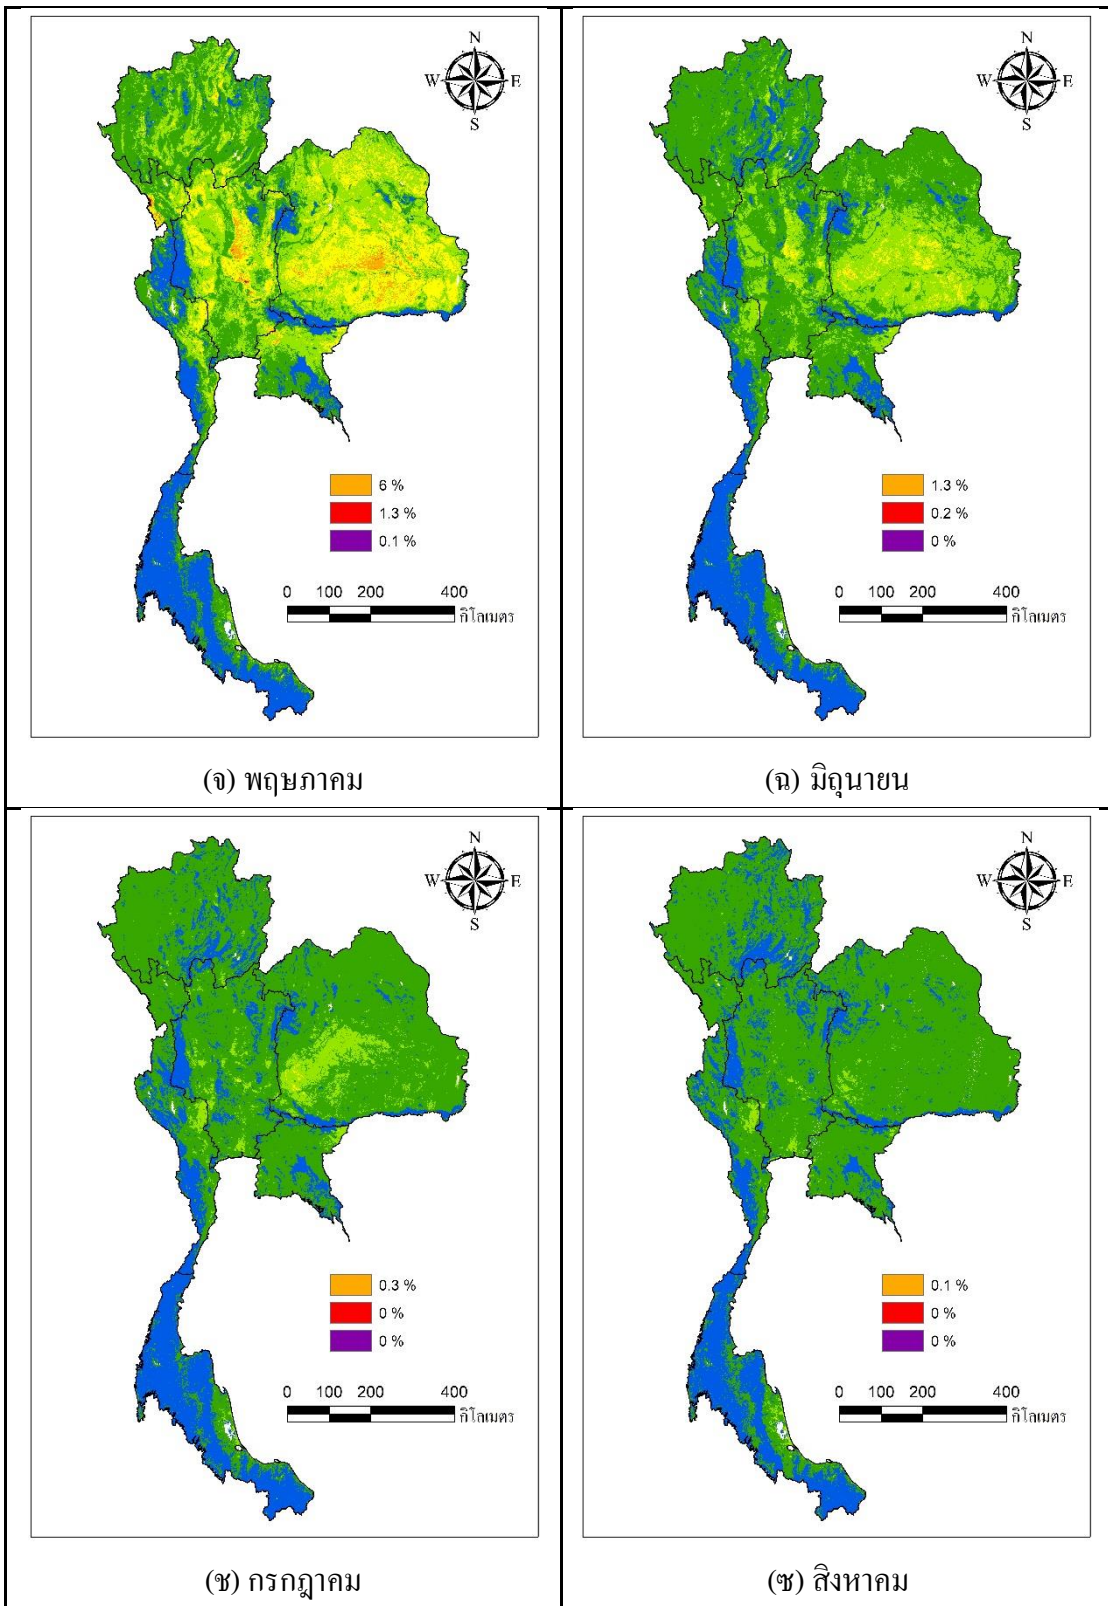 N
W E
S
6 %
1.3 %
0.1 %
0 100 200 400
กิโลเมตร
(จ) พฤษภาคม
N
W E
S
1.3 %
0.2 %
0 %
0 100 200 400
กิโลเมตร
(ฉ) มิถุนายน
N
W E
S
0.3 %
0 %
0 %
0 100 200 400
กิโลเมตร
(ช) กรกฎาคม
N
W E
S
0.1 %
0 %
0 %
0 100 200 400
กิโลเมตร
(ซ) สิงหาคม